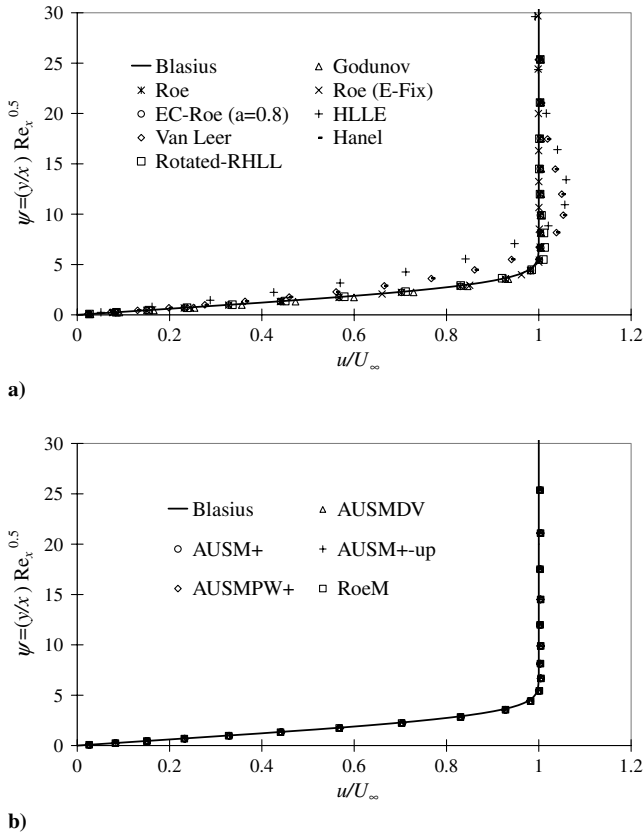 30
25
20
15
10
5
0
ψ=(y/x) Re_x^0.5
Blasius
Godunov
Roe
Roe (E-Fix)
EC-Roe (a=0.8)
HLLE
Van Leer
Hanel
Rotated-RHLL
0 0.2 0.4 0.6 0.8 1 1.2
u/U_∞
a)
30
25
20
15
10
5
0
ψ=(y/x) Re_x^0.5
Blasius
AUSMDV
AUSM+
AUSM+-up
AUSMPW+
RoeM
0 0.2 0.4 0.6 0.8 1 1.2
u/U_∞
b)